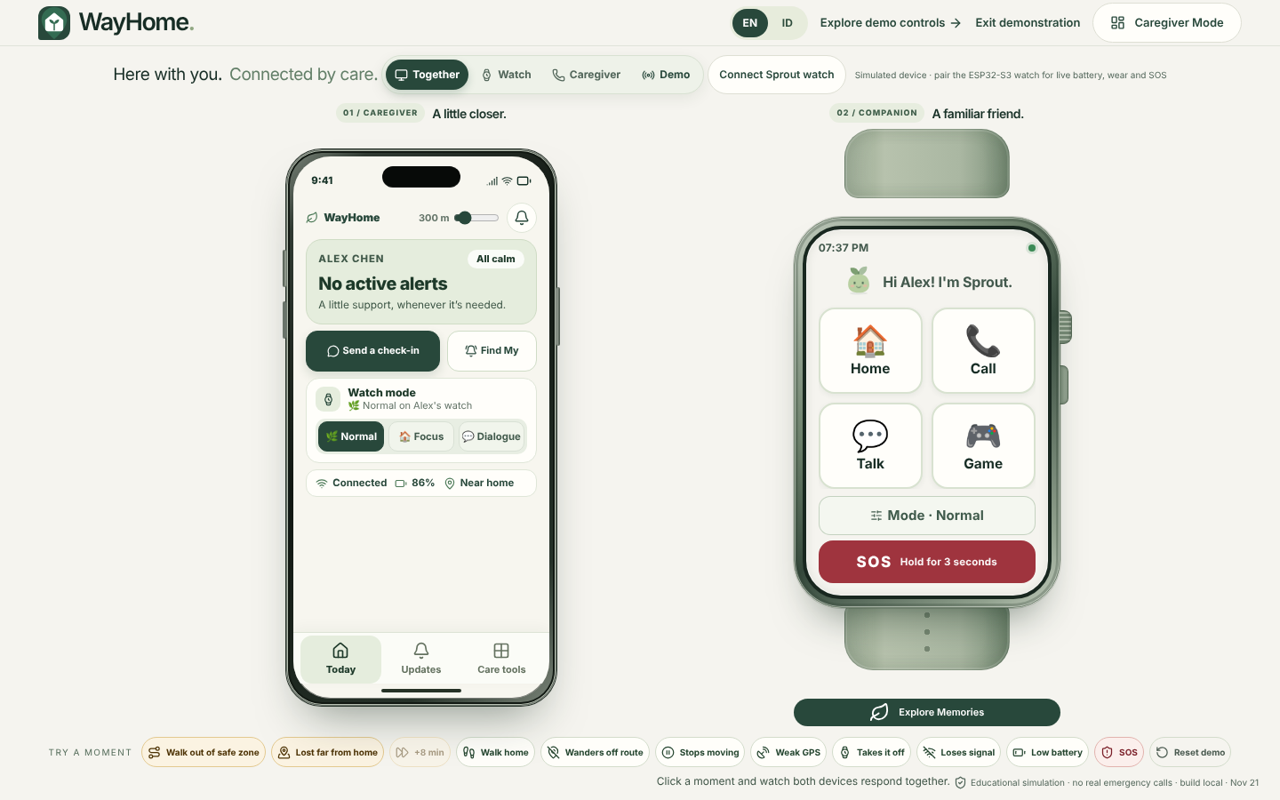 WayHome.
EN ID Explore demo controls → Exit demonstration Caregiver Mode
Here with you. Connected by care.
Together Watch Caregiver Demo Connect Sprout watch Simulated device · pair the ESP32-S3 watch for live battery, wear and SOS
01 / CAREGIVER A little closer.
9:41
WayHome 300 m
ALEX CHEN All calm
No active alerts
A little support, whenever it's needed.
Send a check-in Find My
Watch mode
Normal on Alex's watch
Normal Focus Dialogue
Connected 86% Near home
Today Updates Care tools
02 / COMPANION A familiar friend.
07:37 PM
Hi Alex! I'm Sprout.
Home Call
Talk Game
Mode · Normal
SOS Hold for 3 seconds
Explore Memories
TRY A MOMENT Walk out of safe zone Lost far from home +8 min Walk home Wanders off route Stops moving Weak GPS Takes it off Loses signal Low battery SOS Reset demo
Click a moment and watch both devices respond together. Educational simulation · no real emergency calls · build local · Nov 21